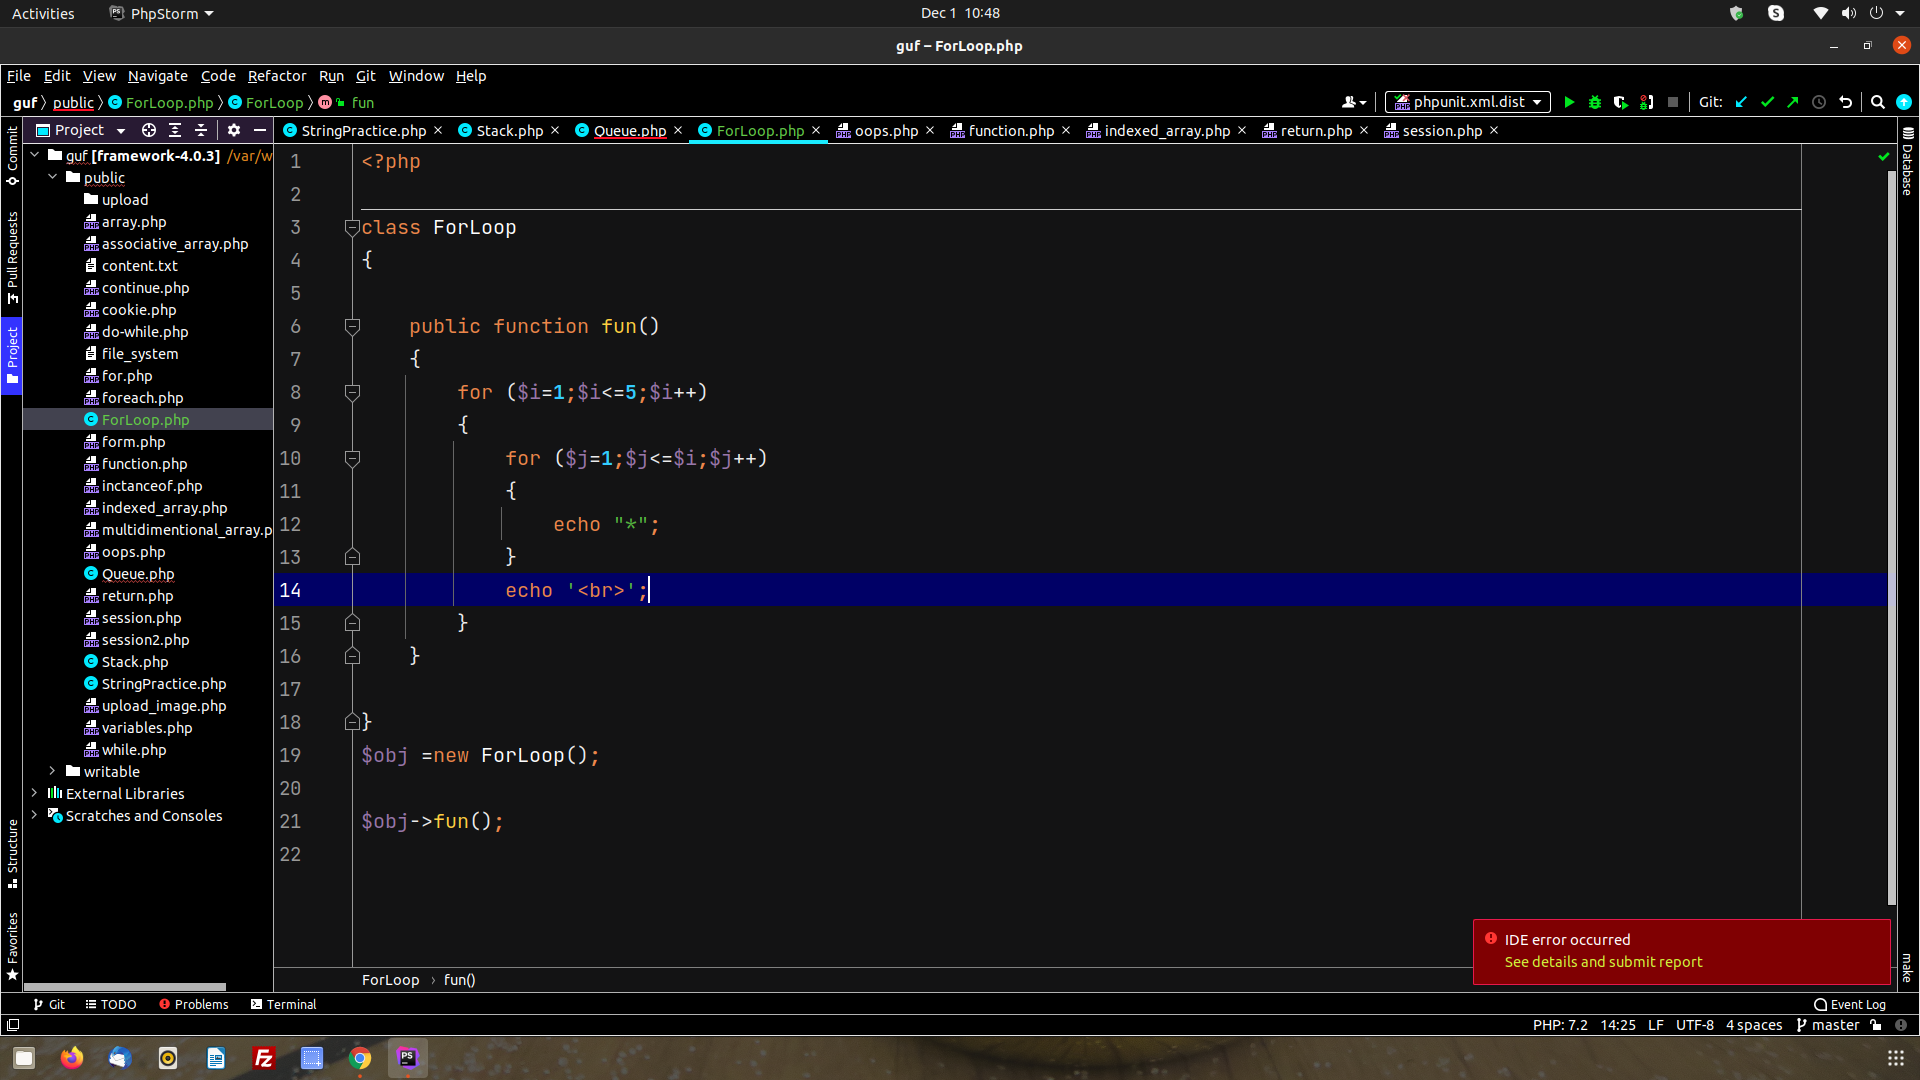 Activities PhpStorm Dec 1 10:48
guf – ForLoop.php
File Edit View Navigate Code Refactor Run Git Window Help
guf public ForLoop.php ForLoop m fun phpunit.xml.dist Git:
Project StringPractice.php Stack.php Queue.php ForLoop.php oops.php function.php indexed_array.php return.php session.php
Commit
Pull Requests
Project
Structure
Favorites
guf [framework-4.0.3] /var/w
public
upload
array.php
associative_array.php
content.txt
continue.php
cookie.php
do-while.php
file_system
for.php
foreach.php
ForLoop.php
form.php
function.php
inctanceof.php
indexed_array.php
multidimentional_array.p
oops.php
Queue.php
return.php
session.php
session2.php
Stack.php
StringPractice.php
upload_image.php
variables.php
while.php
writable
External Libraries
Scratches and Consoles
1 <?php
2
3 class ForLoop
4 {
5
6 public function fun()
7 {
8 for ($i=1;$i<=5;$i++)
9 {
10 for ($j=1;$j<=$i;$j++)
11 {
12 echo "*";
13 }
14 echo '<br>';
15 }
16 }
17
18 }
19 $obj =new ForLoop();
20
21 $obj->fun();
22
Database
make
IDE error occurred
See details and submit report
ForLoop › fun()
Git TODO Problems Terminal Event Log
PHP: 7.2 14:25 LF UTF-8 4 spaces master